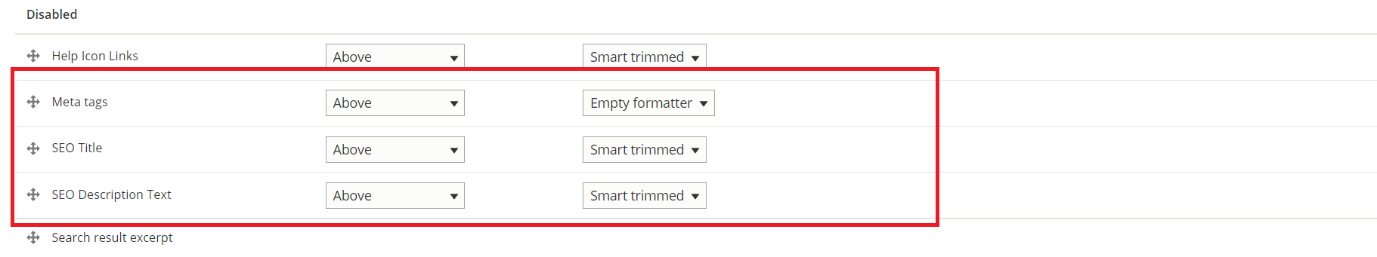 Disabled
Help Icon Links Above Smart trimmed
Meta tags Above Empty formatter
SEO Title Above Smart trimmed
SEO Description Text Above Smart trimmed
Search result excerpt